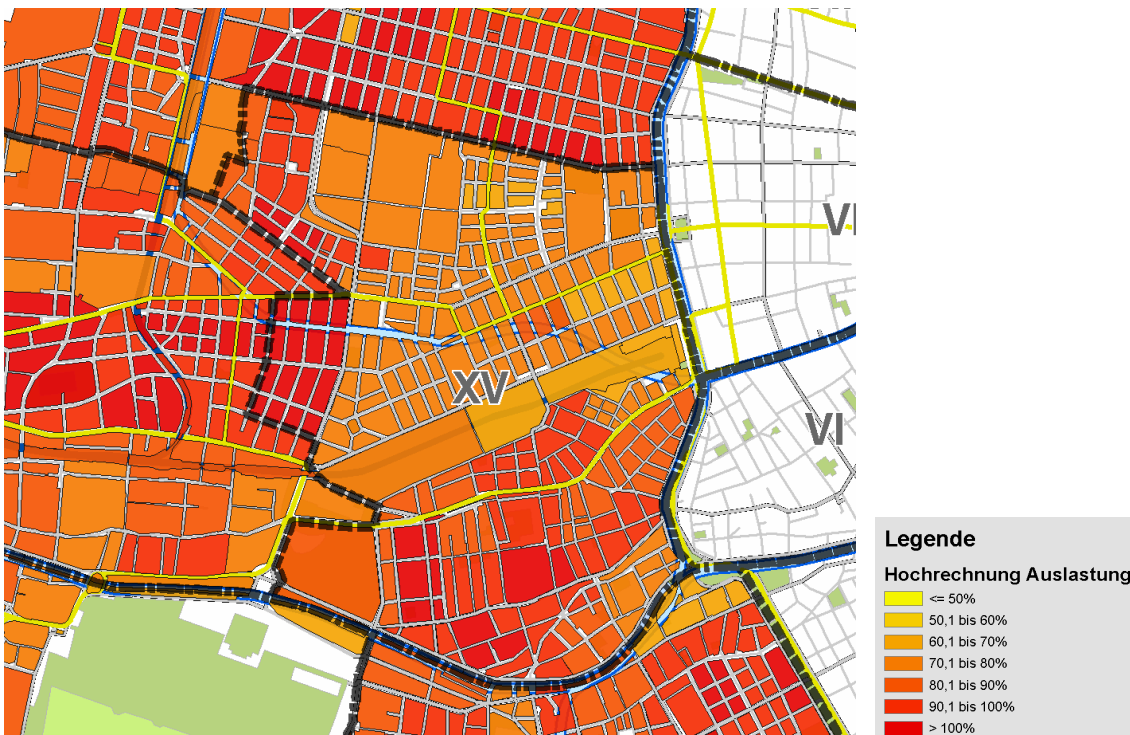 VI
XV
VI
Legende
Hochrechnung Auslastung
<= 50%
50,1 bis 60%
60,1 bis 70%
70,1 bis 80%
80,1 bis 90%
90,1 bis 100%
> 100%